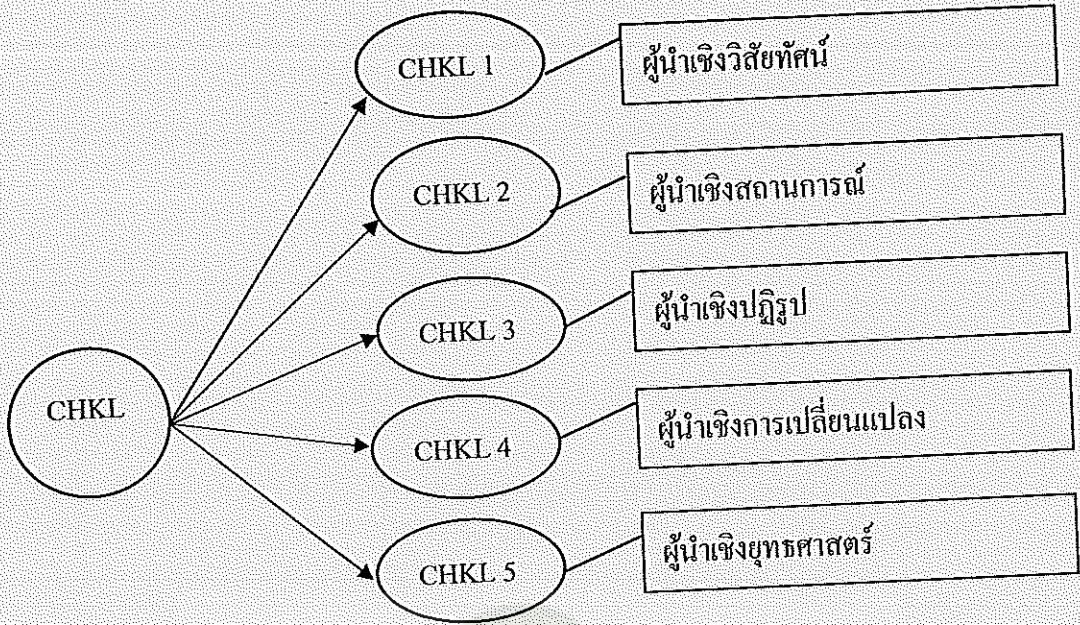 CHKL 1
ผู้นำเชิงวิสัยทัศน์
CHKL 2
ผู้นำเชิงสถานการณ์
CHKL 3
ผู้นำเชิงปฏิรูป
CHKL
CHKL 4
ผู้นำเชิงการเปลี่ยนแปลง
CHKL 5
ผู้นำเชิงยุทธศาสตร์